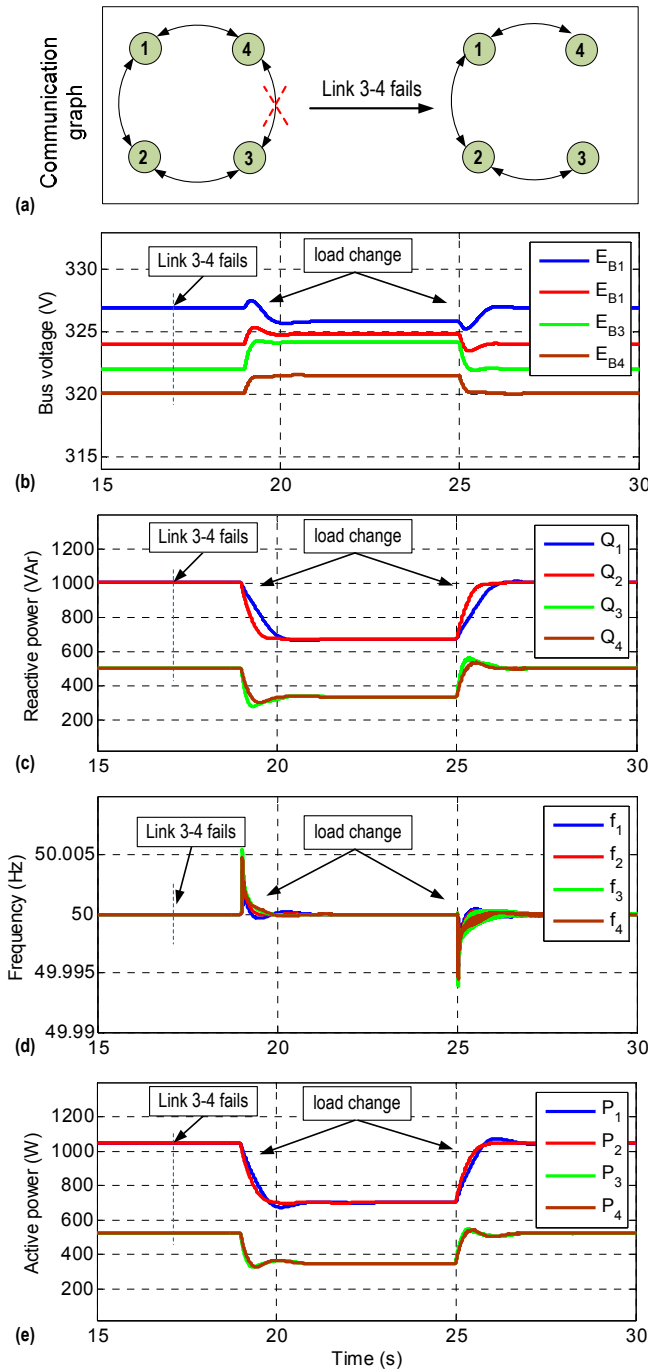 Communication graph
1
4
2
3
Link 3-4 fails
1
4
2
3
(a)
Bus voltage (V)
330
325
320
315
Link 3-4 fails
load change
E_B1
E_B1
E_B3
E_B4
15
20
25
30
(b)
Reactive power (VAr)
1200
1000
800
600
400
200
Link 3-4 fails
load change
Q_1
Q_2
Q_3
Q_4
15
20
25
30
(c)
Frequency (Hz)
50.005
50
49.995
49.99
Link 3-4 fails
load change
f_1
f_2
f_3
f_4
15
20
25
30
(d)
Active power (W)
1200
1000
800
600
400
200
Link 3-4 fails
load change
P_1
P_2
P_3
P_4
15
20
25
30
(e)
Time (s)